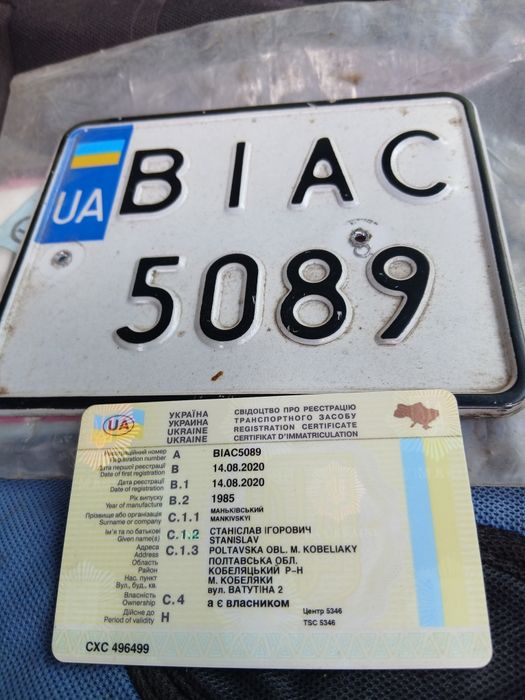 UA
BIAC
5089
UA
УКРАЇНА
УКРАИНА
UKRAINE
UKRAINE
СВІДОЦТВО ПРО РЕЄСТРАЦІЮ
ТРАНСПОРТНОГО ЗАСОБУ
REGISTRATION CERTIFICATE
CERTIFIKAT D'IMMATRICULATION
Реєстраційний номер
Registration number A BIAC5089
Дата першої реєстрації
Date of first registration B 14.08.2020
Дата реєстрації
Date of registration B.1 14.08.2020
Рік випуску
Year of manufacture B.2 1985
Прізвище або організація МАНЬКІВСЬКИЙ
Surname or company C.1.1 MANKIVSKYI
Ім'я та по батькові СТАНІСЛАВ ІГОРОВИЧ
Given name(s) C.1.2 STANISLAV
Адреса POLTAVSKA OBL. M. KOBELIAKY
Address C.1.3 ПОЛТАВСЬКА ОБЛ.
Область КОБЕЛЯЦЬКИЙ Р-Н
Район М. КОБЕЛЯКИ
Нас. пункт вул. ВАТУТІНА 2
Вул., буд., кв.
Власність
Ownership C.4 а є власником Центр 5346
Дійсне до
Period of validity H TSC 5346
СХС 496499